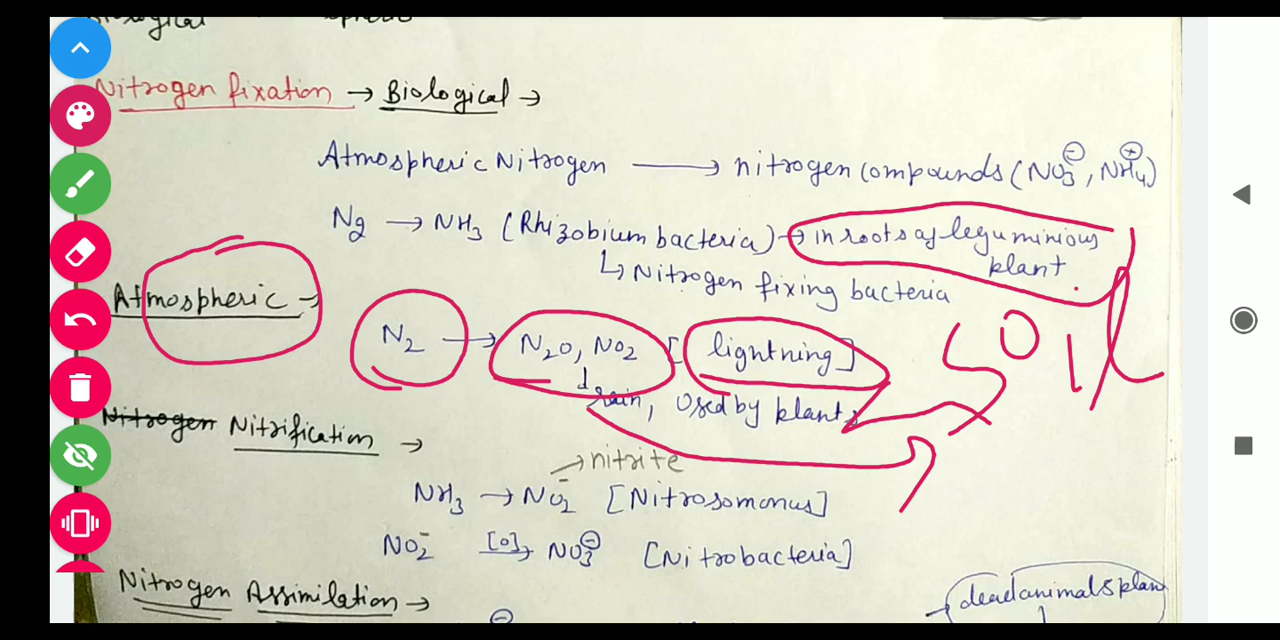 Nitrogen fixation → Biological →
Atmospheric Nitrogen → nitrogen compounds (NO3⊖, NH4⊕)
N2 → NH3 (Rhizobium bacteria) → in roots of leguminious
plant
↳ Nitrogen fixing bacteria
Atmospheric →
N2 → N2O, NO2 [lightning]
SOIL
↓ rain, used by plants
Nitrogen Nitrification →
→ nitrite
NH3 → NO2- [Nitrosomonus]
NO2- [O]→ NO3⊖ [Nitrobacteria]
Nitrogen Assimilation →
dead animals plan